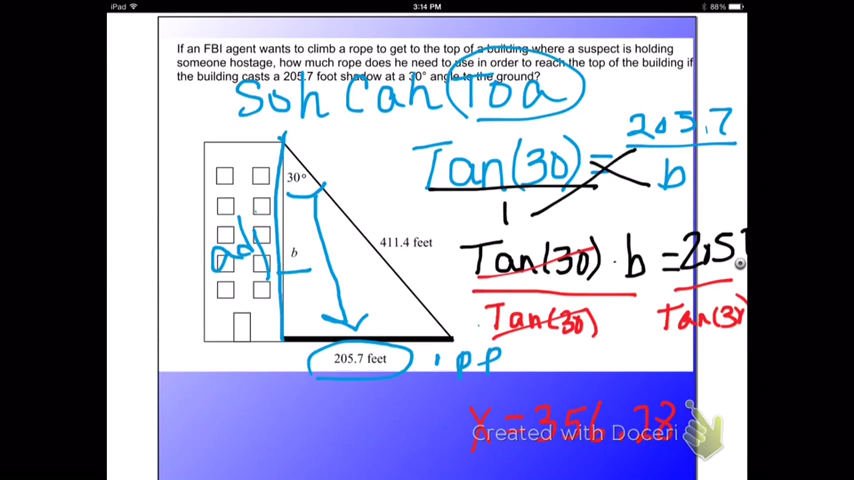 iPad
3:14 PM
88%
If an FBI agent wants to climb a rope to get to the top of a building where a suspect is holding
someone hostage, how much rope does he need to use in order to reach the top of the building if
the building casts a 205.7 foot shadow at a 30° angle to the ground?
Soh Cah Toa
Tan(30) = 205.7
b
1
30°
adj
b
411.4 feet
Tan(30) · b = 205
Tan(30)
Tan(30)
205.7 feet
opp
x = 356.28
Created with Doceri